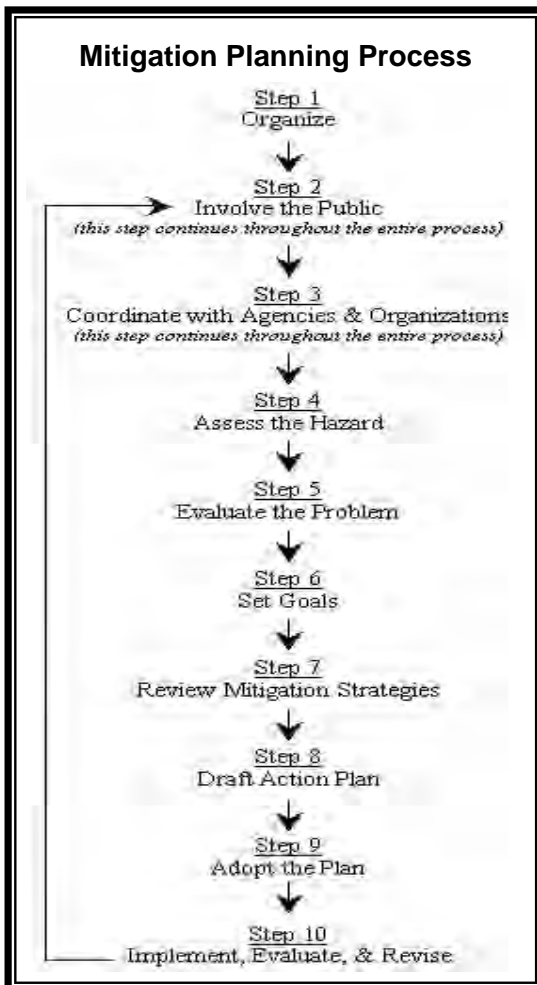 Mitigation Planning Process
Step 1
Organize
Step 2
Involve the Public
(this step continues throughout the entire process)
Step 3
Coordinate with Agencies & Organizations
(this step continues throughout the entire process)
Step 4
Assess the Hazard
Step 5
Evaluate the Problem
Step 6
Set Goals
Step 7
Review Mitigation Strategies
Step 8
Draft Action Plan
Step 9
Adopt the Plan
Step 10
Implement, Evaluate, & Revise